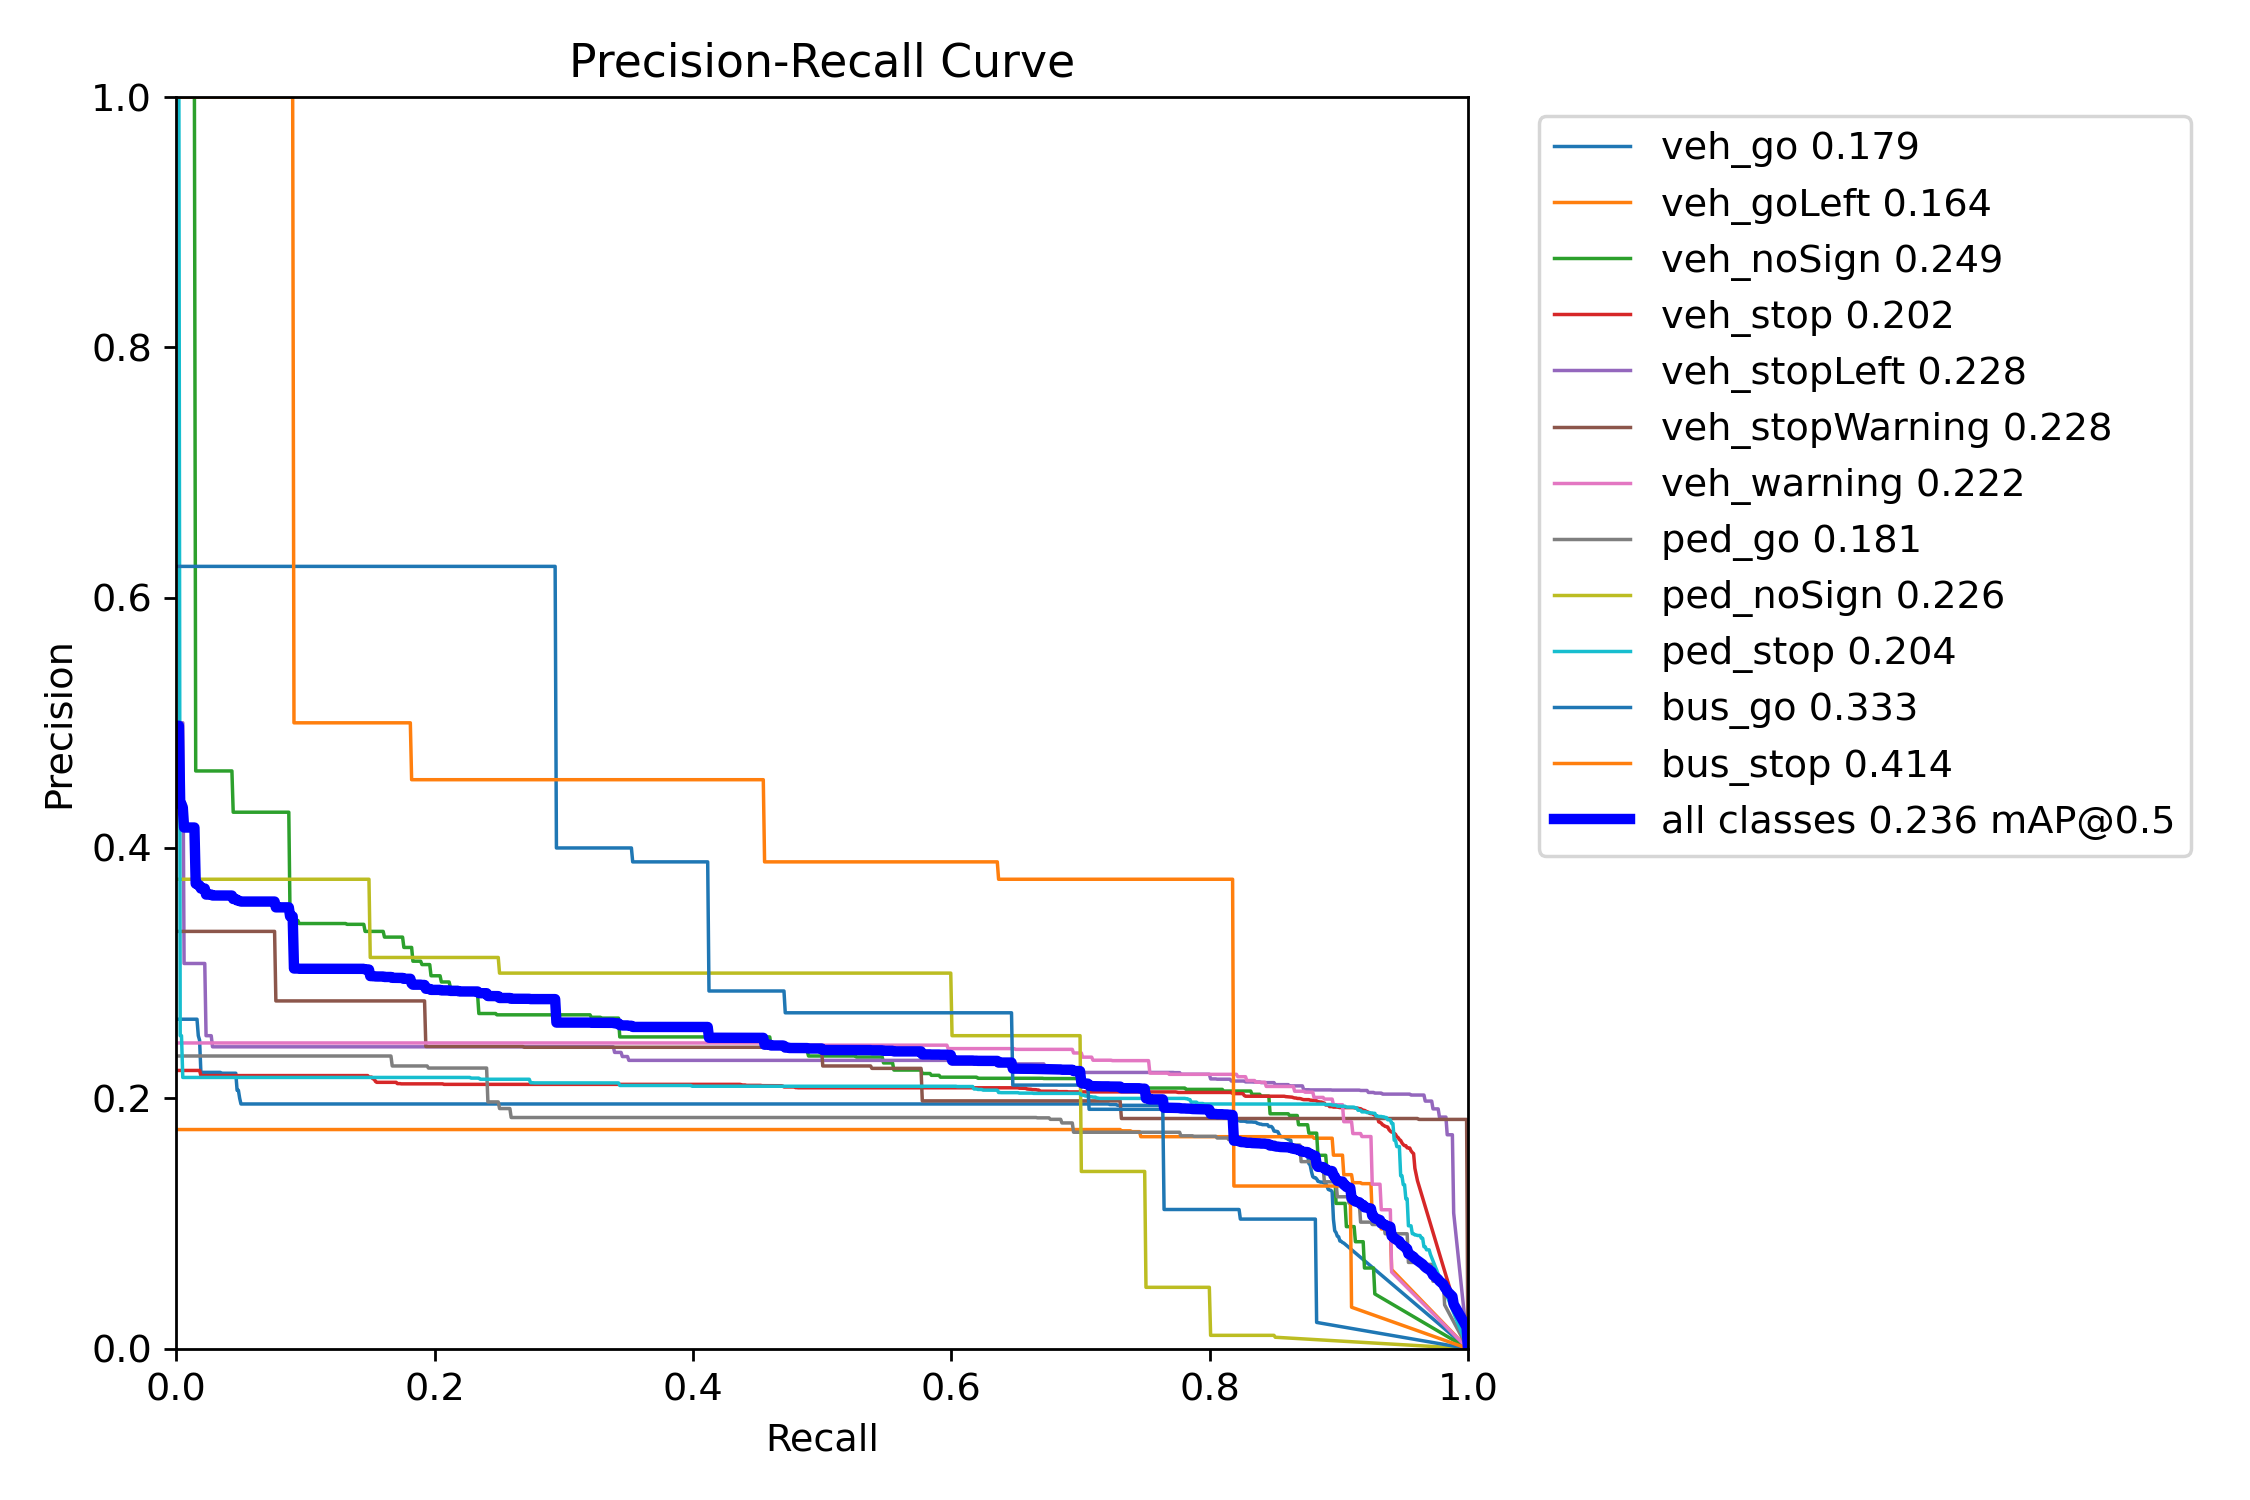 Precision-Recall Curve
1.0
0.8
0.6
0.4
0.2
0.0
Precision
0.0 0.2 0.4 0.6 0.8 1.0
Recall
veh_go 0.179
veh_goLeft 0.164
veh_noSign 0.249
veh_stop 0.202
veh_stopLeft 0.228
veh_stopWarning 0.228
veh_warning 0.222
ped_go 0.181
ped_noSign 0.226
ped_stop 0.204
bus_go 0.333
bus_stop 0.414
all classes 0.236 mAP@0.5